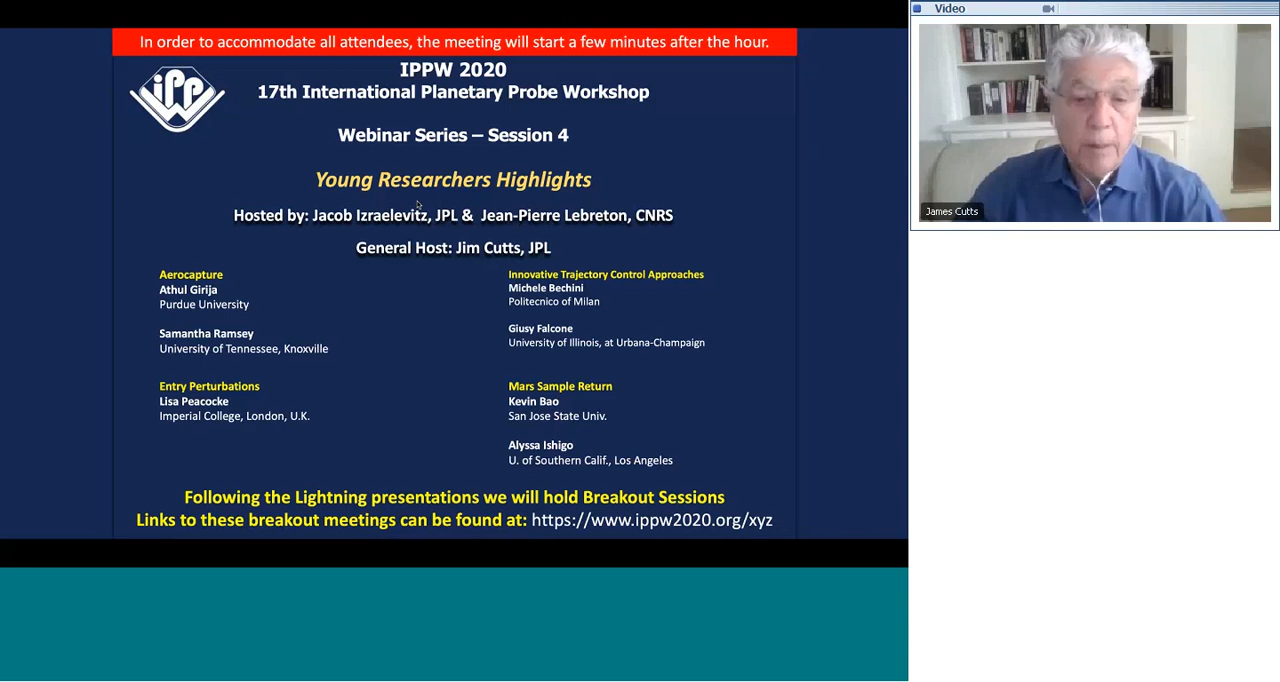 Video
In order to accommodate all attendees, the meeting will start a few minutes after the hour.
iPPW
IPPW 2020
17th International Planetary Probe Workshop
Webinar Series – Session 4
Young Researchers Highlights
Hosted by: Jacob Izraelevitz, JPL & Jean-Pierre Lebreton, CNRS
General Host: Jim Cutts, JPL
Aerocapture
Athul Girija
Purdue University
Samantha Ramsey
University of Tennessee, Knoxville
Entry Perturbations
Lisa Peacocke
Imperial College, London, U.K.
Innovative Trajectory Control Approaches
Michele Bechini
Politecnico of Milan
Giusy Falcone
University of Illinois, at Urbana-Champaign
Mars Sample Return
Kevin Bao
San Jose State Univ.
Alyssa Ishigo
U. of Southern Calif., Los Angeles
Following the Lightning presentations we will hold Breakout Sessions
Links to these breakout meetings can be found at: https://www.ippw2020.org/xyz
James Cutts